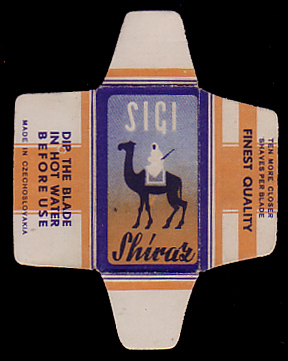 SIGI
Shiraz
DIP THE BLADE
IN HOT WATER
BEFORE USE
MADE IN CZECHOSLOVAKIA
TEN MORE CLOSER
SHAVES PER BLADE
FINEST QUALITY